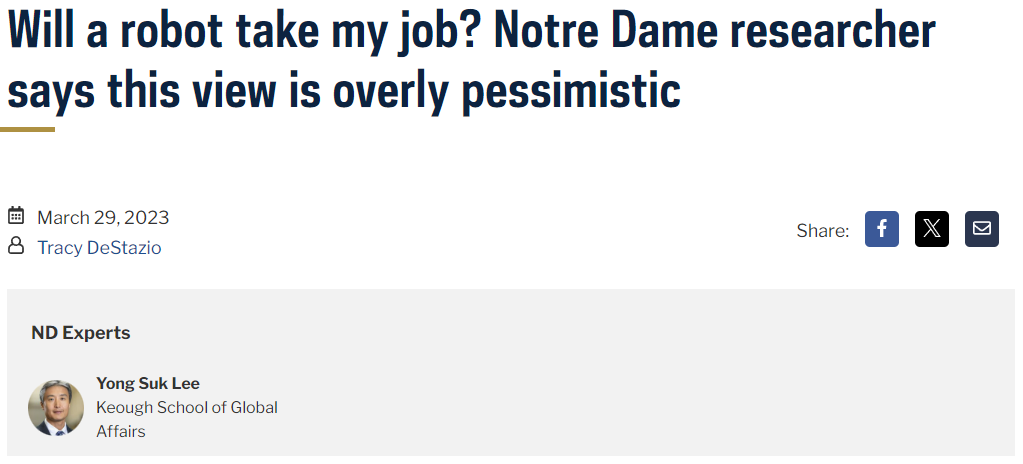 Will a robot take my job? Notre Dame researcher
says this view is overly pessimistic
March 29, 2023
Tracy DeStazio
Share:
ND Experts
Yong Suk Lee
Keough School of Global
Affairs